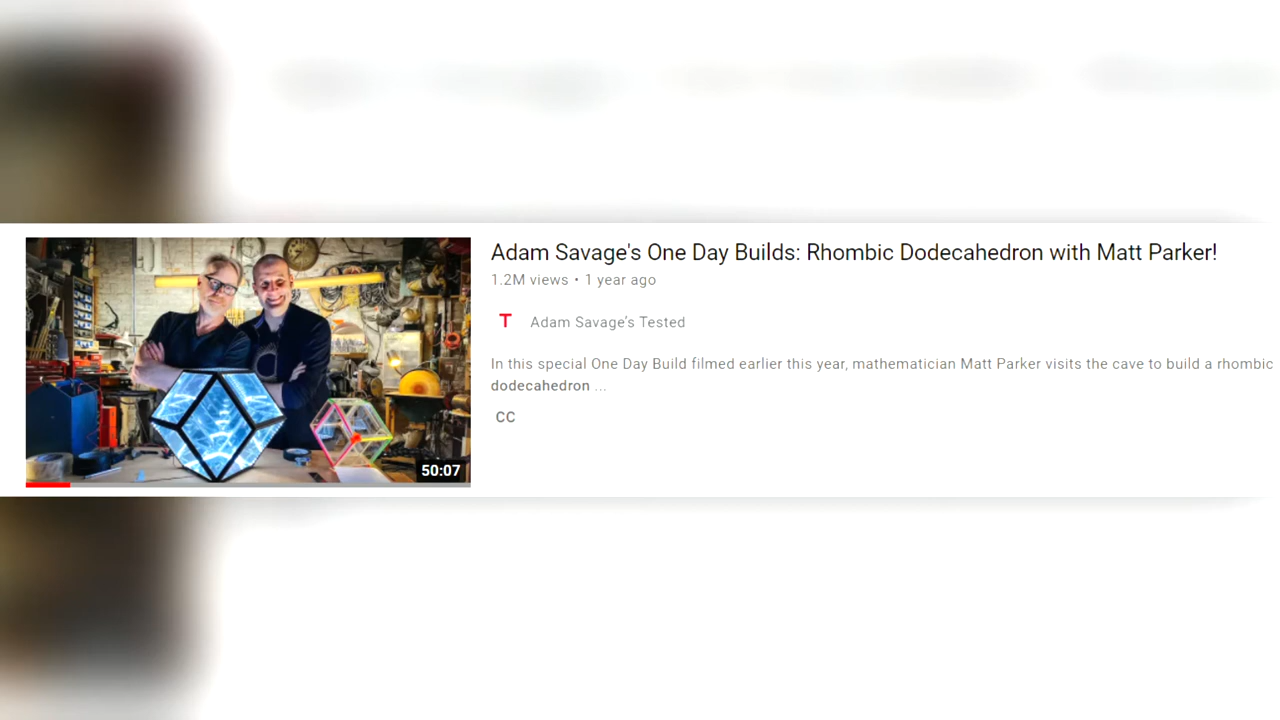 Adam Savage's One Day Builds: Rhombic Dodecahedron with Matt Parker!
1.2M views • 1 year ago
T Adam Savage's Tested
In this special One Day Build filmed earlier this year, mathematician Matt Parker visits the cave to build a rhombic
dodecahedron ...
CC
50:07